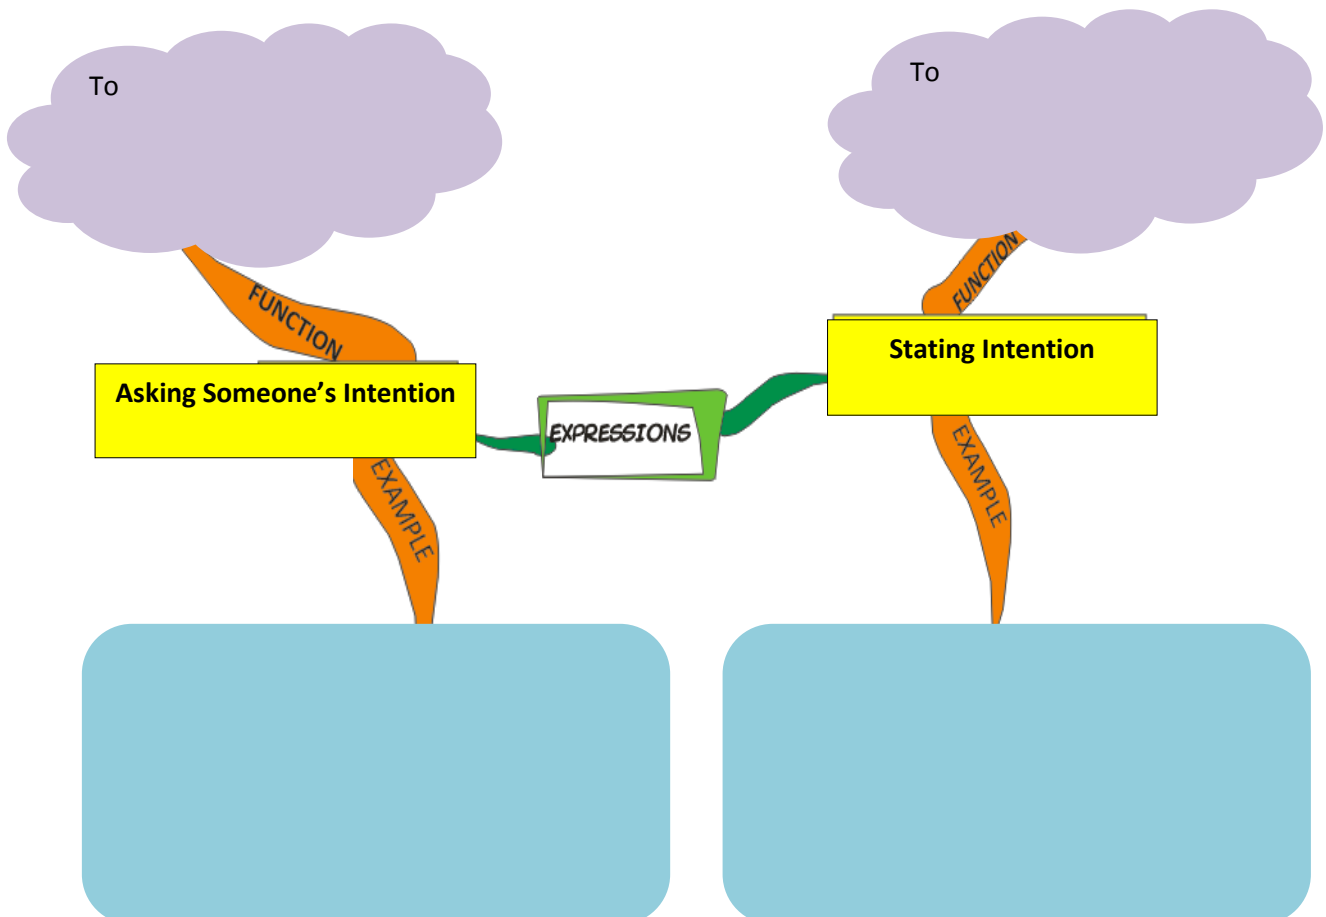 To
To
FUNCTION
FUNCTION
Asking Someone’s Intention
Stating Intention
EXPRESSIONS
EXAMPLE
EXAMPLE